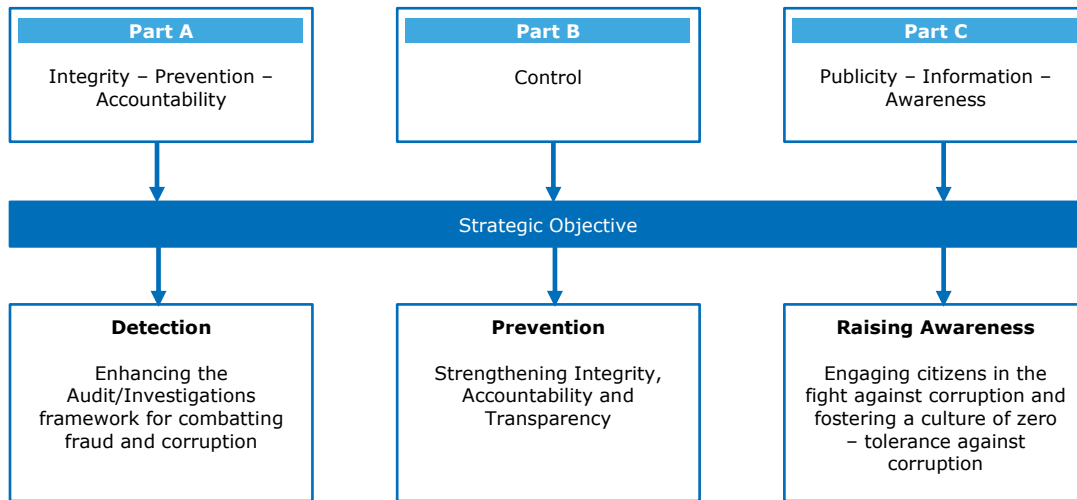 Part A
Integrity – Prevention –
Accountability
Part B
Control
Part C
Publicity – Information –
Awareness
Strategic Objective
Detection
Enhancing the
Audit/Investigations
framework for combatting
fraud and corruption
Prevention
Strengthening Integrity,
Accountability and
Transparency
Raising Awareness
Engaging citizens in the
fight against corruption and
fostering a culture of zero
– tolerance against
corruption